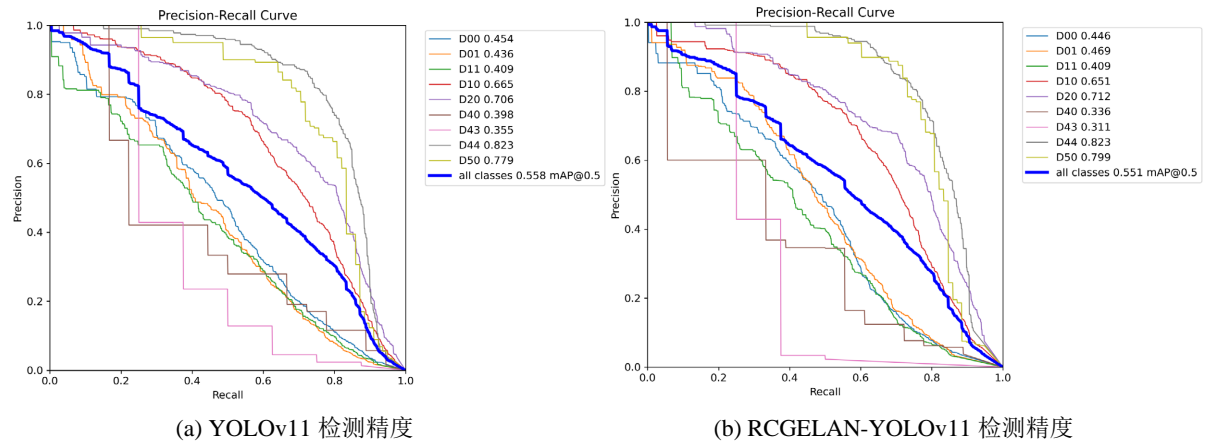 Precision-Recall Curve
1.0
0.8
0.6
0.4
0.2
0.0
Precision
0.0
0.2
0.4
0.6
0.8
1.0
Recall
D00 0.454
D01 0.436
D11 0.409
D10 0.665
D20 0.706
D40 0.398
D43 0.355
D44 0.823
D50 0.779
all classes 0.558 mAP@0.5
(a) YOLOv11 检测精度
Precision-Recall Curve
1.0
0.8
0.6
0.4
0.2
0.0
Precision
0.0
0.2
0.4
0.6
0.8
1.0
Recall
D00 0.446
D01 0.469
D11 0.409
D10 0.651
D20 0.712
D40 0.336
D43 0.311
D44 0.823
D50 0.799
all classes 0.551 mAP@0.5
(b) RCGELAN-YOLOv11 检测精度